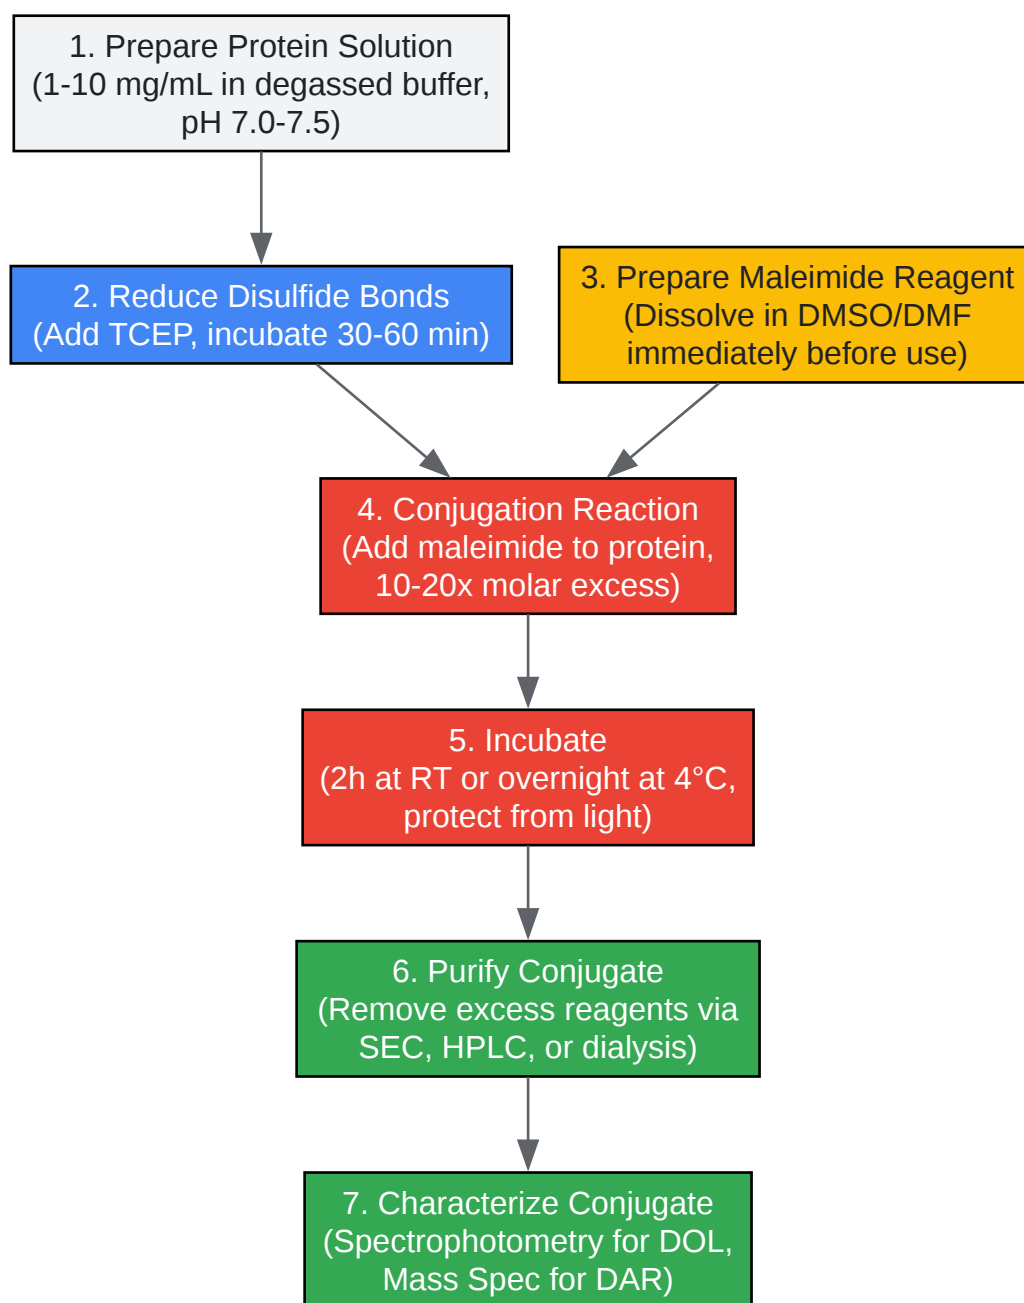 1. Prepare Protein Solution
(1-10 mg/mL in degassed buffer,
pH 7.0-7.5)
2. Reduce Disulfide Bonds
(Add TCEP, incubate 30-60 min)
3. Prepare Maleimide Reagent
(Dissolve in DMSO/DMF
immediately before use)
4. Conjugation Reaction
(Add maleimide to protein,
10-20x molar excess)
5. Incubate
(2h at RT or overnight at 4°C,
protect from light)
6. Purify Conjugate
(Remove excess reagents via
SEC, HPLC, or dialysis)
7. Characterize Conjugate
(Spectrophotometry for DOL,
Mass Spec for DAR)